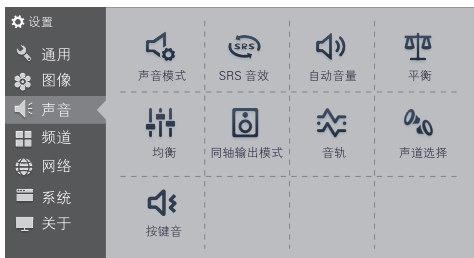 设置
通用
图像
声音
频道
网络
系统
关于
声音模式
SRS 音效
自动音量
平衡
均衡
同轴输出模式
音轨
声道选择
按键音